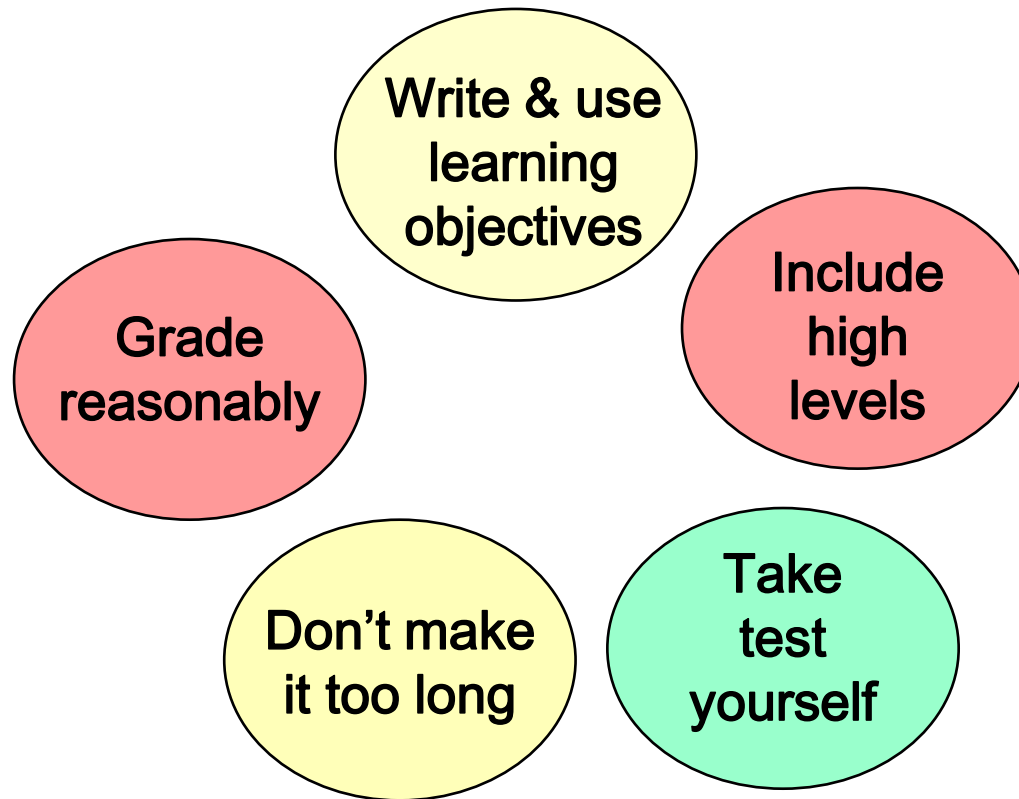 Write & use
learning
objectives
Include
high
levels
Grade
reasonably
Take
test
yourself
Don’t make
it too long